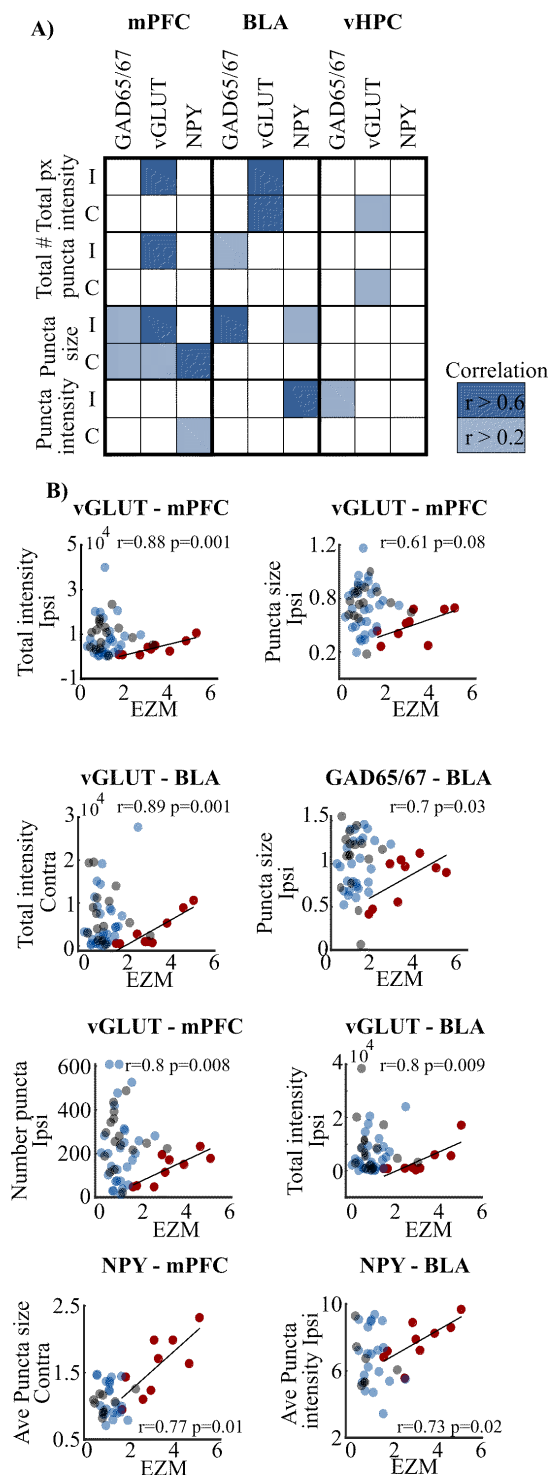 A)
mPFC BLA vHPC
GAD65/67 vGLUT NPY GAD65/67 vGLUT NPY GAD65/67 vGLUT NPY
Total px intensity
I
C
Total # puncta
I
C
Puncta size
I
C
Puncta intensity
I
C
Correlation
r > 0.6
r > 0.2
B)
vGLUT - mPFC
10^4
r=0.88 p=0.001
Total intensity
Ipsi
5
3
1
-1
0 2 4 6
EZM
vGLUT - mPFC
r=0.61 p=0.08
Puncta size
Ipsi
1.2
0.8
0.2
0 2 4 6
EZM
vGLUT - BLA
10^4
r=0.89 p=0.001
Total intensity
Contra
3
2
1
0
0 2 4 6
EZM
GAD65/67 - BLA
r=0.7 p=0.03
Puncta size
Ipsi
1.5
1
0.5
0
0 2 4 6
EZM
vGLUT - mPFC
r=0.8 p=0.008
Number puncta
Ipsi
600
400
200
0
0 2 4 6
EZM
vGLUT - BLA
10^4
r=0.8 p=0.009
Total intensity
Ipsi
4
2
0
0 2 4 6
EZM
NPY - mPFC
Ave Puncta size
Contra
2.5
1.5
0.5
r=0.77 p=0.01
0 2 4 6
EZM
NPY - BLA
Ave Puncta
intensity Ipsi
10
6
2
r=0.73 p=0.02
0 2 4 6
EZM